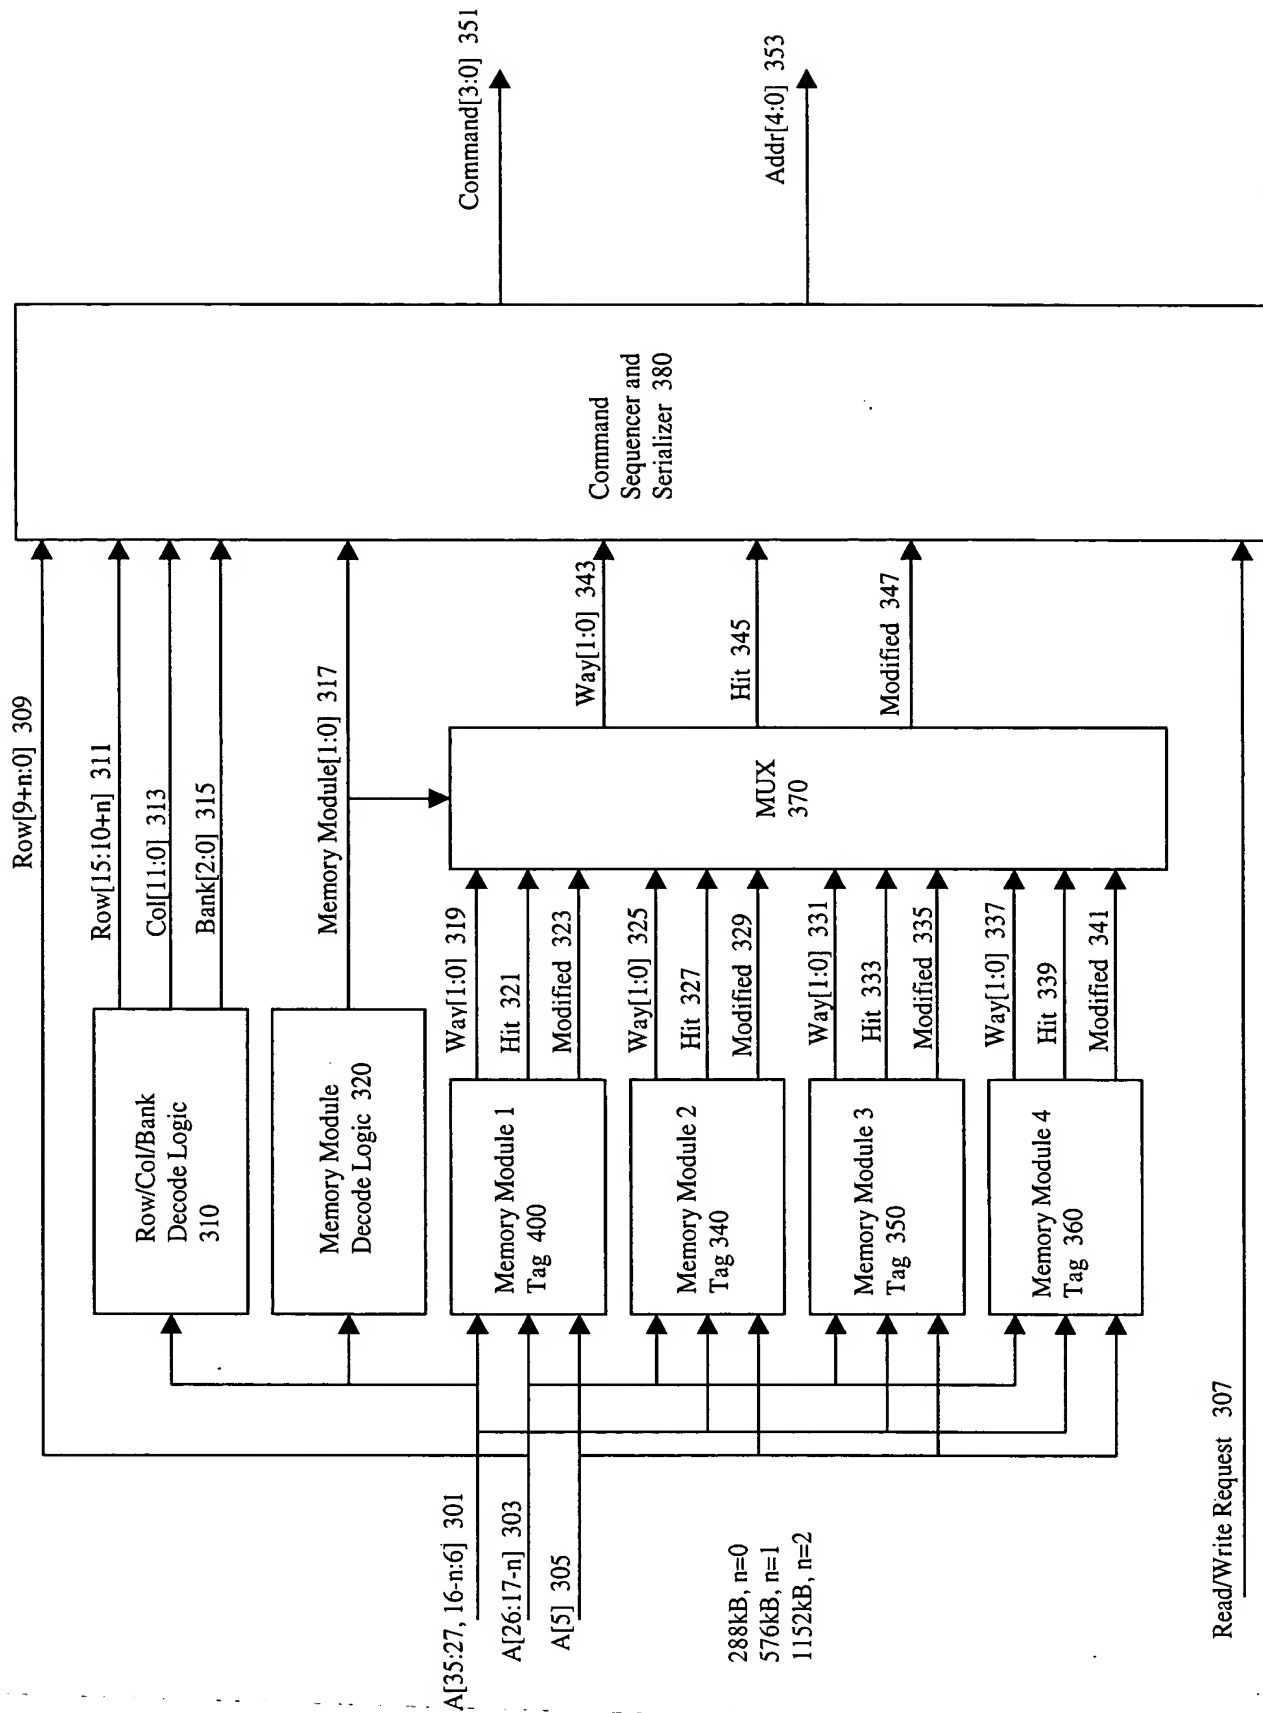 Row[9+n:0] 309
Row[15:10+n] 311
Col[11:0] 313
Bank[2:0] 315
Memory Module[1:0] 317
Row/Col/Bank
Decode Logic
310
Memory Module
Decode Logic 320
Memory Module 1
Tag 400
Memory Module 2
Tag 340
Memory Module 3
Tag 350
Memory Module 4
Tag 360
Way[1:0] 319
Hit 321
Modified 323
Way[1:0] 325
Hit 327
Modified 329
Way[1:0] 331
Hit 333
Modified 335
Way[1:0] 337
Hit 339
Modified 341
MUX
370
Way[1:0] 343
Hit 345
Modified 347
Command
Sequencer and
Serializer 380
Command[3:0] 351
Addr[4:0] 353
A[35:27, 16-n:6] 301
A[26:17-n] 303
A[5] 305
288kB, n=0
576kB, n=1
1152kB, n=2
Read/Write Request 307